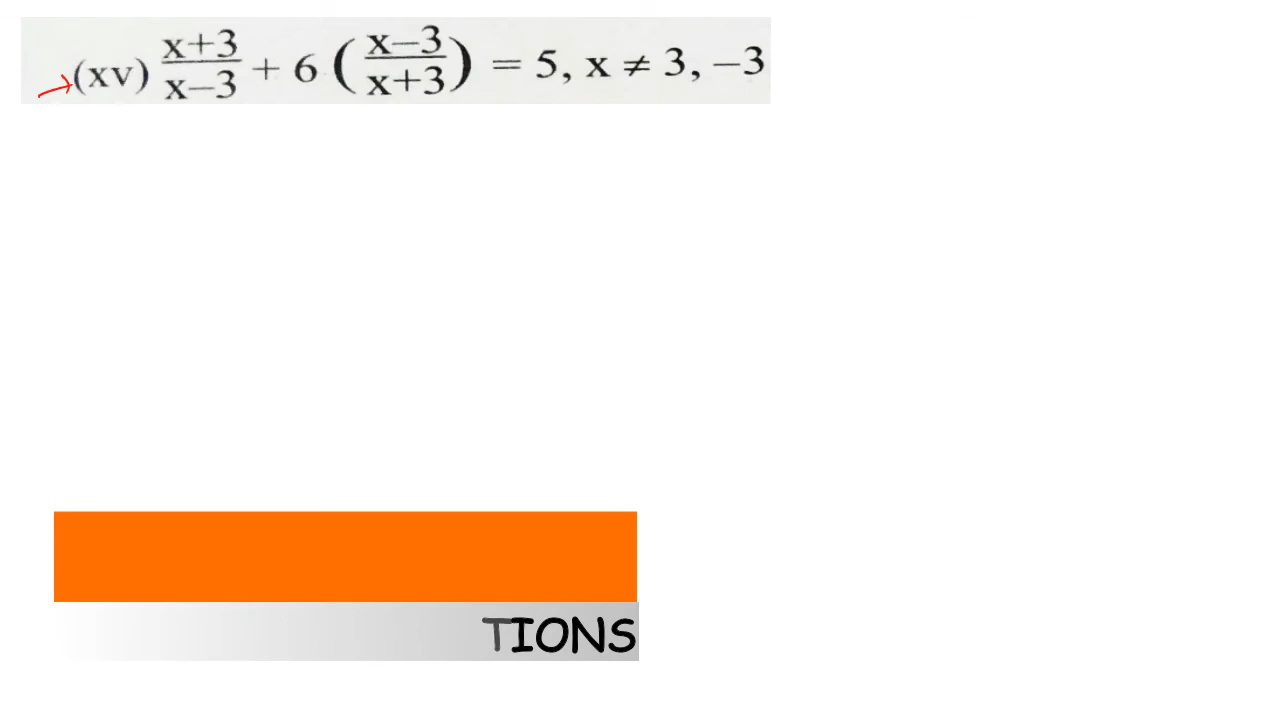 (xv) x+3/x−3 + 6 (x−3/x+3) = 5, x ≠ 3, −3
TIONS